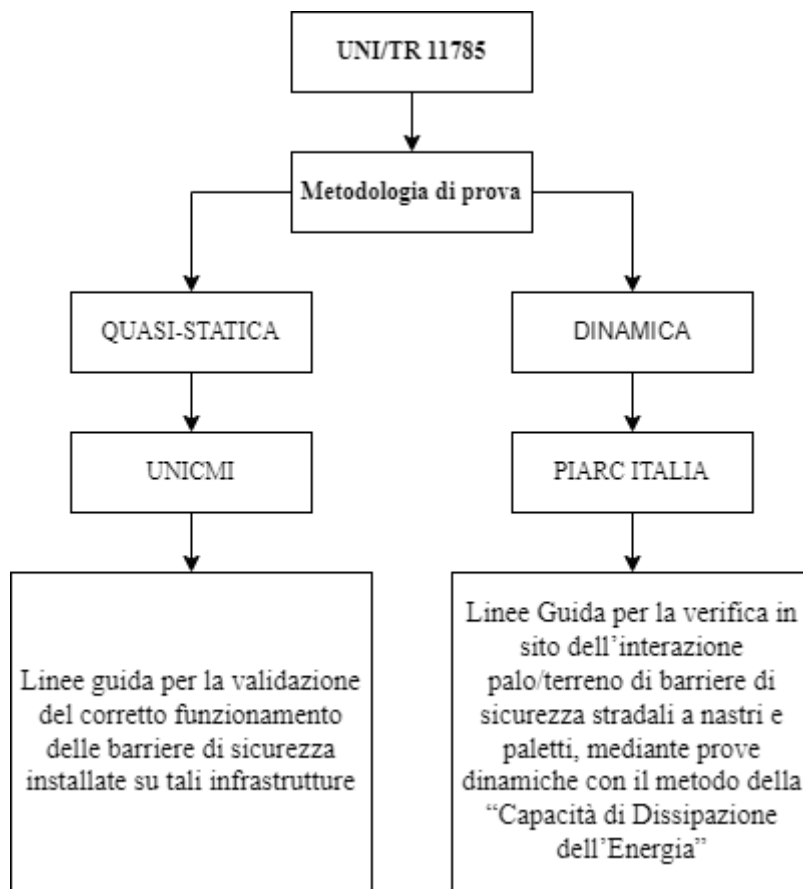 UNI/TR 11785
Metodologia di prova
QUASI-STATICA
DINAMICA
UNICMI
PIARC ITALIA
Linee guida per la validazione
del corretto funzionamento
delle barriere di sicurezza
installate su tali infrastrutture
Linee Guida per la verifica in
sito dell'interazione
palo/terreno di barriere di
sicurezza stradali a nastri e
paletti, mediante prove
dinamiche con il metodo della
“Capacità di Dissipazione
dell'Energia”